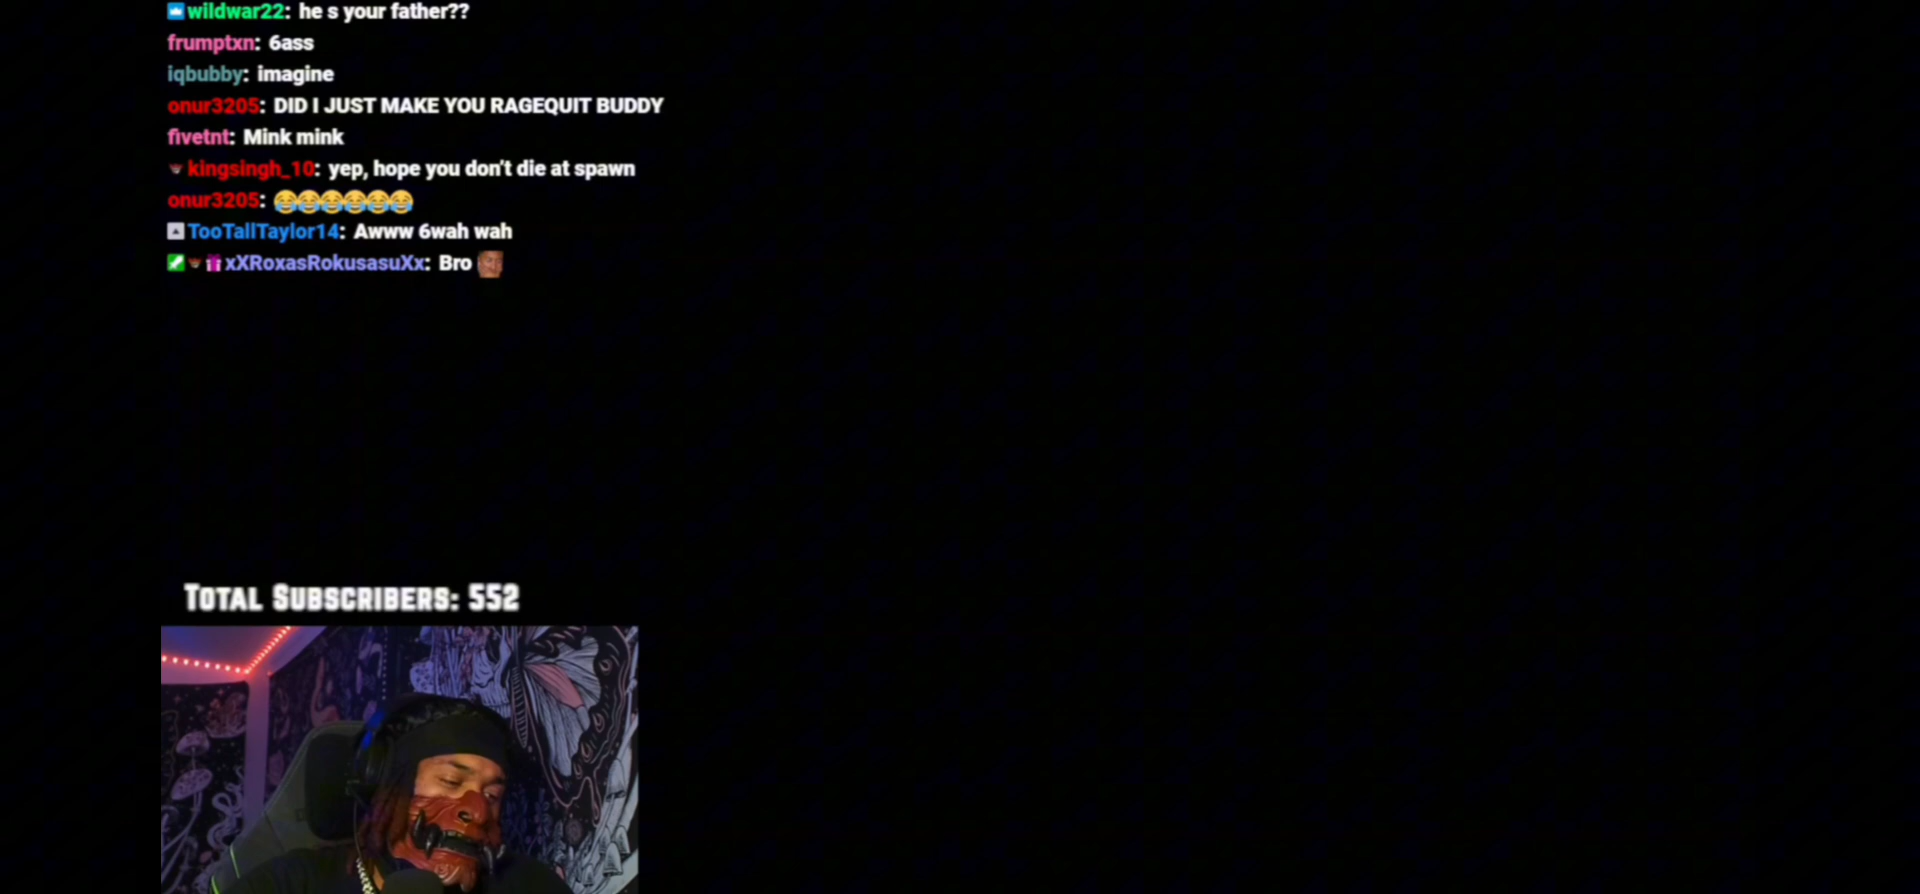 wildwar22: he s your father??
frumptxn: 6ass
iqbubby: imagine
onur3205: DID I JUST MAKE YOU RAGEQUIT BUDDY
fivetnt: Mink mink
kingsingh_10: yep, hope you don't die at spawn
onur3205: 😂😂😂😂😂😂
TooTallTaylor14: Awww 6wah wah
xXRoxasRokusasuXx: Bro
TOTAL SUBSCRIBERS: 552